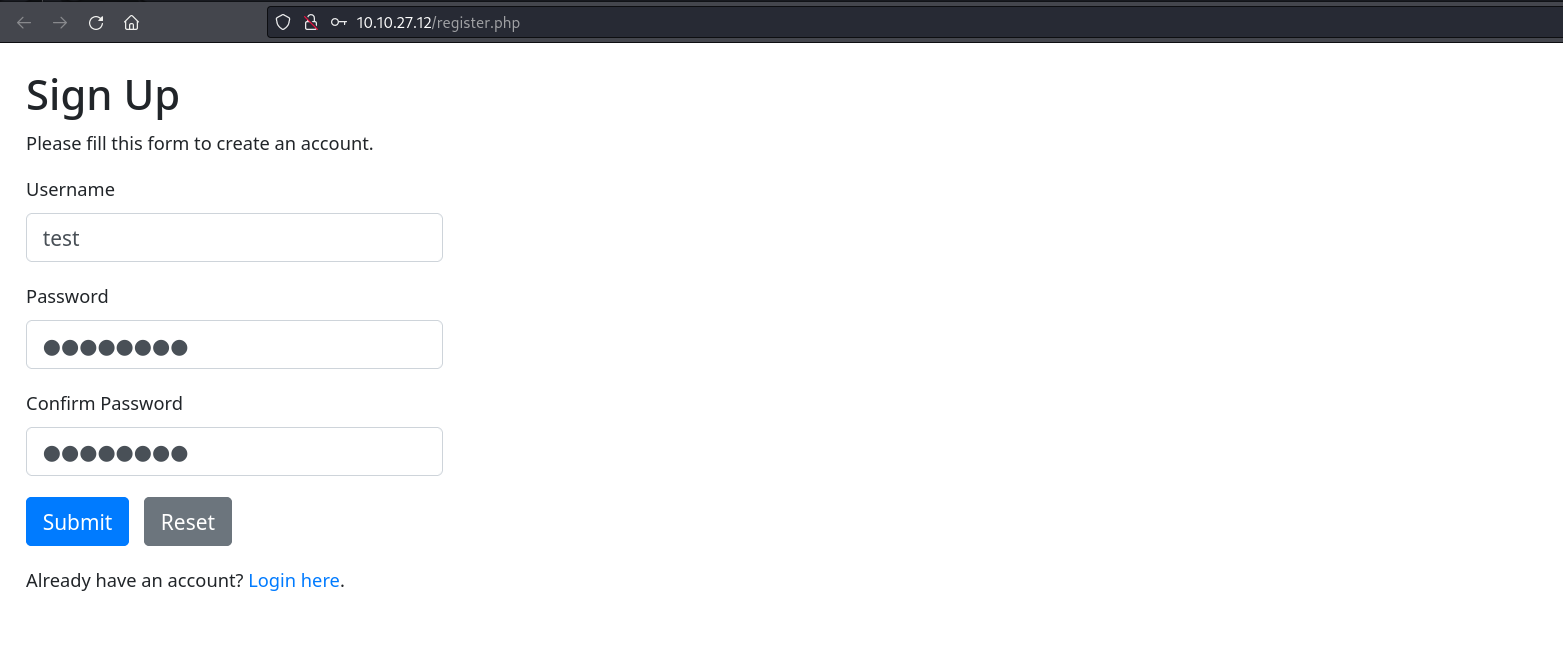 10.10.27.12/register.php
Sign Up
Please fill this form to create an account.
Username
test
Password
●●●●●●●●
Confirm Password
●●●●●●●●
Submit Reset
Already have an account? Login here.